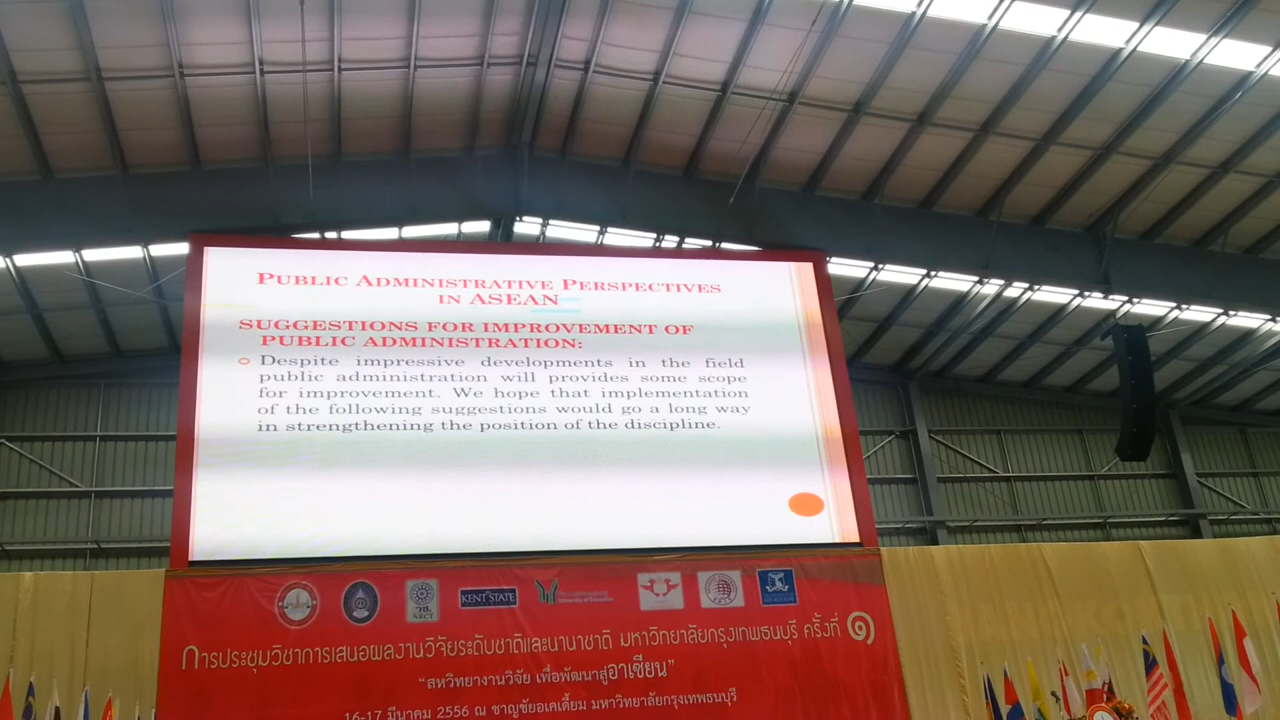 PUBLIC ADMINISTRATIVE PERSPECTIVES
IN ASEAN
SUGGESTIONS FOR IMPROVEMENT OF
PUBLIC ADMINISTRATION:
Despite impressive developments in the field
public administration will provides some scope
for improvement. We hope that implementation
of the following suggestions would go a long way
in strengthening the position of the discipline.
วช.
NRCT
KENT STATE
University of Education
MELBOURNE
การประชุมวิชาการเสนอผลงานวิจัยระดับชาติและนานาชาติ มหาวิทยาลัยกรุงเทพธนบุรี ครั้งที่ ๑
“สหวิทยางานวิจัย เพื่อพัฒนาสู่อาเซียน”
16-17 มีนาคม 2556 ณ ชาญชัยอคเดี้ยม มหาวิทยาลัยกรุงเทพธนบุรี